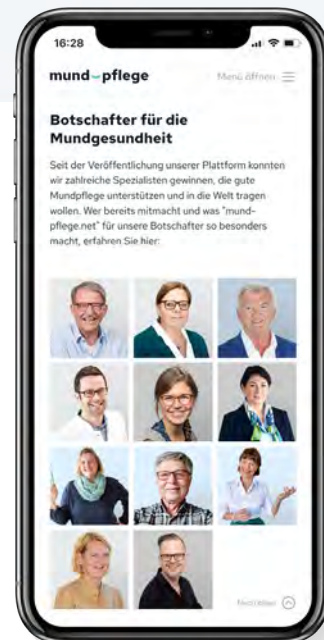 16:28
mund pflege
Menü öffnen
Botschafter für die
Mundgesundheit
Seit der Veröffentlichung unserer Plattform konnten
wir zahlreiche Spezialisten gewinnen, die gute
Mundpflege unterstützen und in die Welt tragen
wollen. Wer bereits mitmacht und was "mund-
pflege.net" für unsere Botschafter so besonders
macht, erfahren Sie hier: